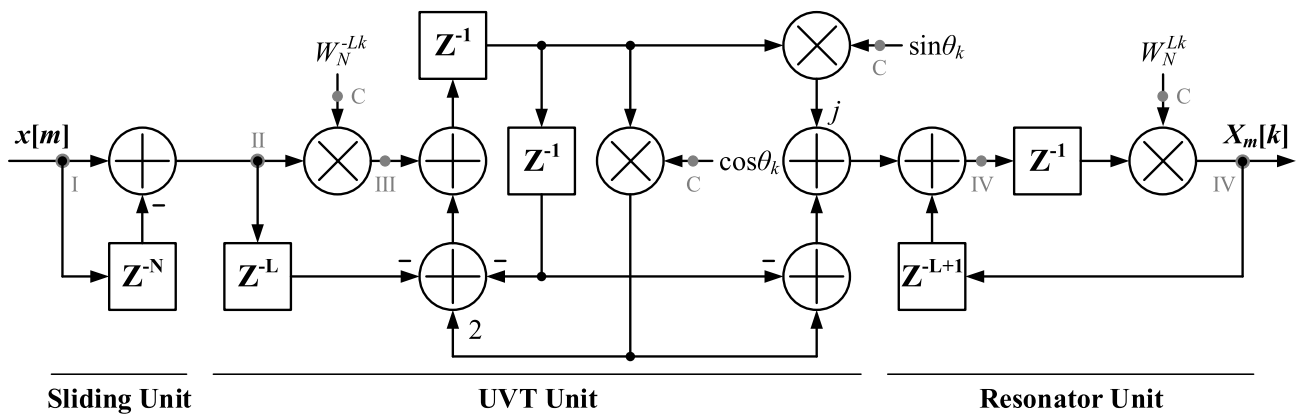 W_N^{-Lk}
C
Z^{-1}
sinθ_k
C
W_N^{Lk}
C
x[m]
I
II
III
Z^{-1}
cosθ_k
C
j
IV
Z^{-1}
X_m[k]
IV
–
Z^{-N}
Z^{-L}
–
–
–
Z^{-L+1}
2
Sliding Unit
UVT Unit
Resonator Unit